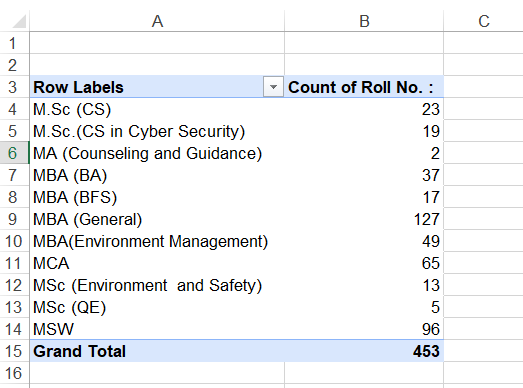 A B C
1
2
3 Row Labels Count of Roll No. :
4 M.Sc (CS) 23
5 M.Sc.(CS in Cyber Security) 19
6 MA (Counseling and Guidance) 2
7 MBA (BA) 37
8 MBA (BFS) 17
9 MBA (General) 127
10 MBA(Environment Management) 49
11 MCA 65
12 MSc (Environment  and Safety) 13
13 MSc (QE) 5
14 MSW 96
15 Grand Total 453
16